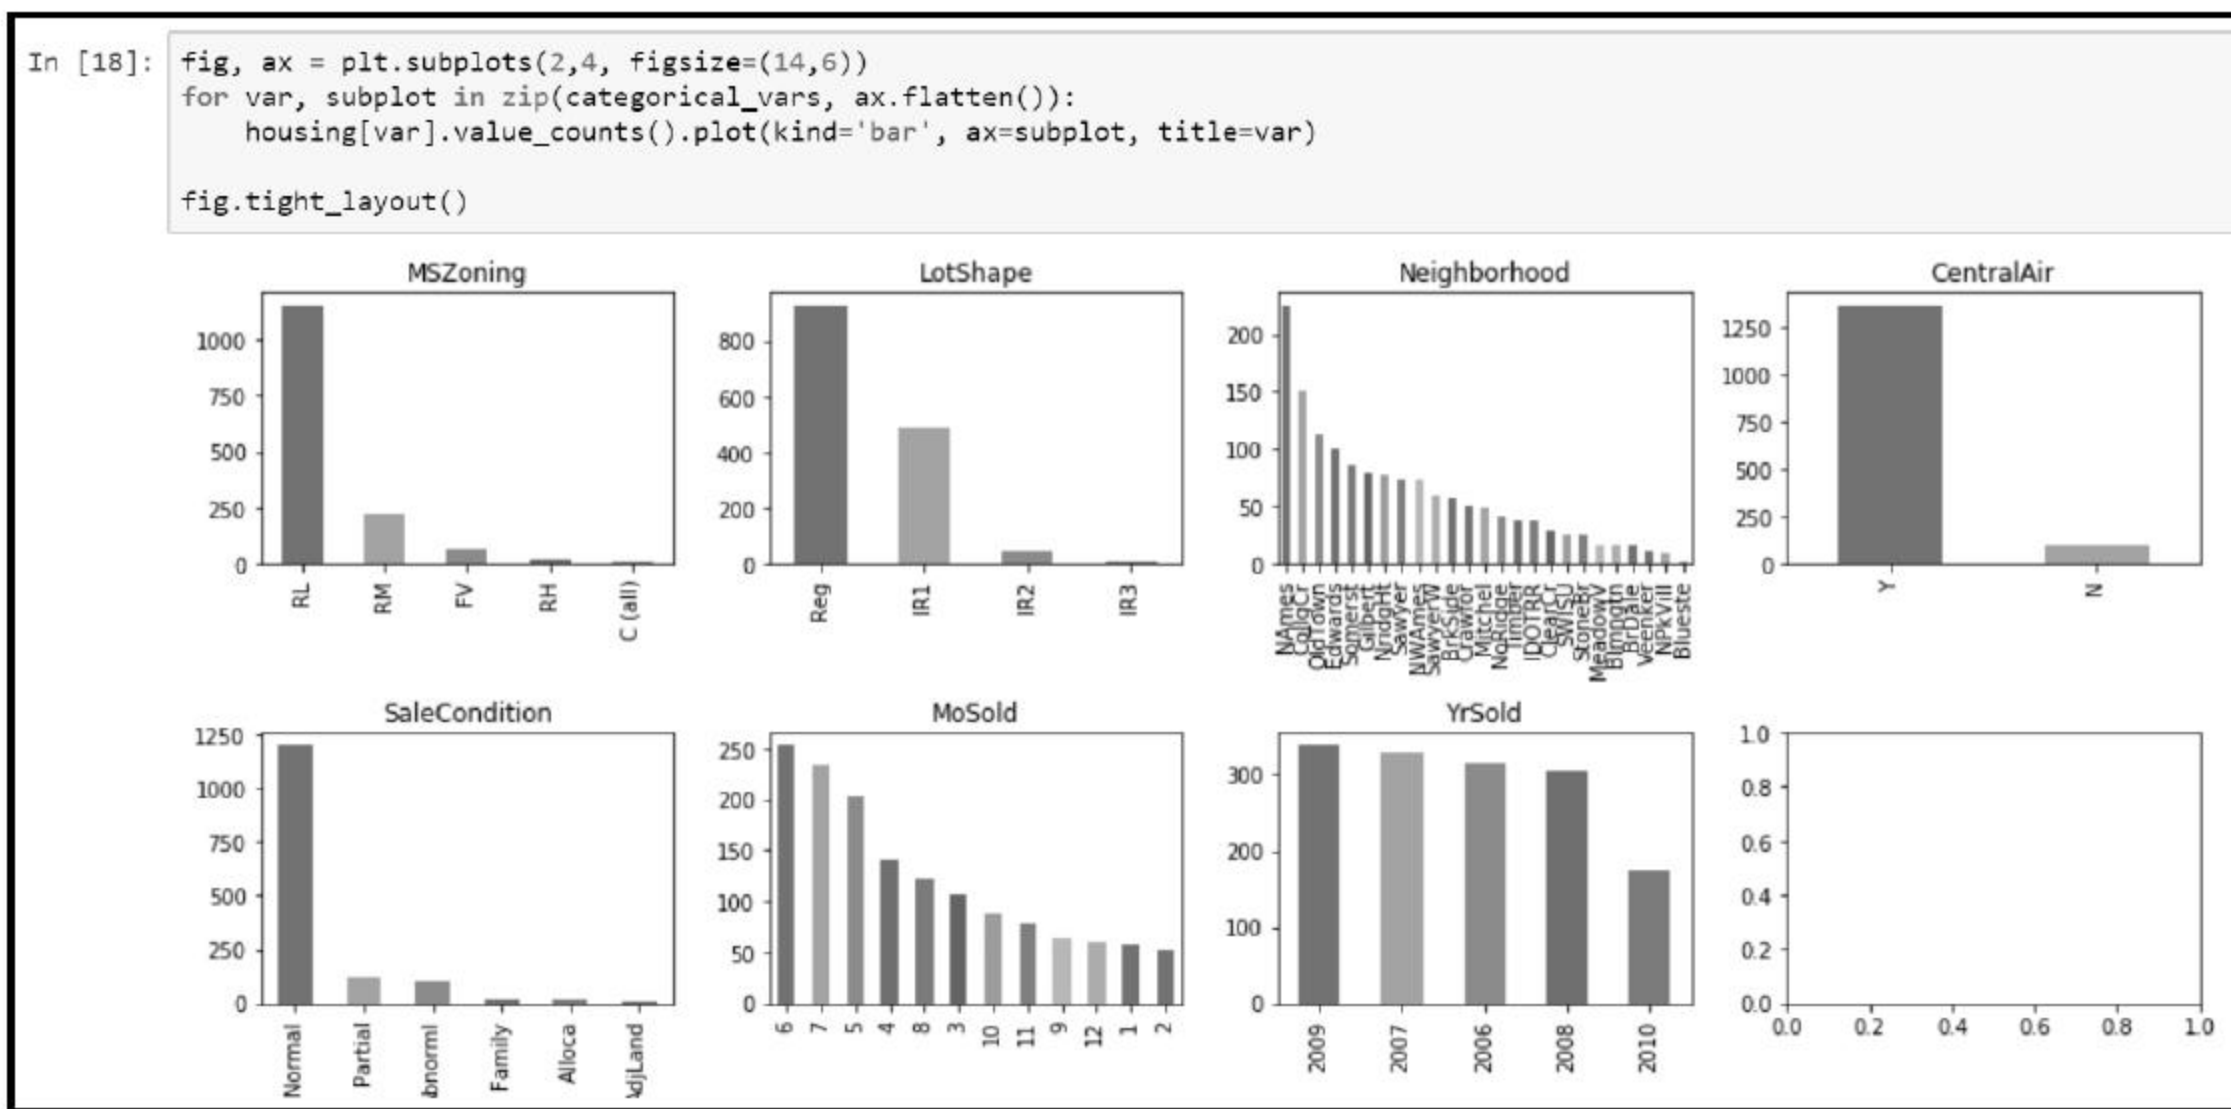 In [18]: fig, ax = plt.subplots(2,4, figsize=(14,6))
for var, subplot in zip(categorical_vars, ax.flatten()):
    housing[var].value_counts().plot(kind='bar', ax=subplot, title=var)
fig.tight_layout()
MSZoning
1000
750
500
250
0
RL
RM
FV
RH
C (all)
LotShape
800
600
400
200
0
Reg
IR1
IR2
IR3
Neighborhood
200
150
100
50
0
NAmes
CollgCr
OldTown
Edwards
Somerst
Gilbert
NridgHt
Sawyer
NWAmes
SawyerW
BrkSide
Crawfor
Mitchel
NoRidge
Timber
IDOTRR
ClearCr
SWISU
StoneBr
MeadowV
Blmngtn
BrDale
Veenker
NPkVill
Blueste
CentralAir
1250
1000
750
500
250
0
Y
N
SaleCondition
1250
1000
750
500
250
0
Normal
Partial
bnorml
Family
Alloca
djLand
MoSold
250
200
150
100
50
0
6
7
5
4
8
3
10
11
9
12
1
2
YrSold
300
200
100
0
2009
2007
2006
2008
2010
1.0
0.8
0.6
0.4
0.2
0.0
0.0 0.2 0.4 0.6 0.8 1.0